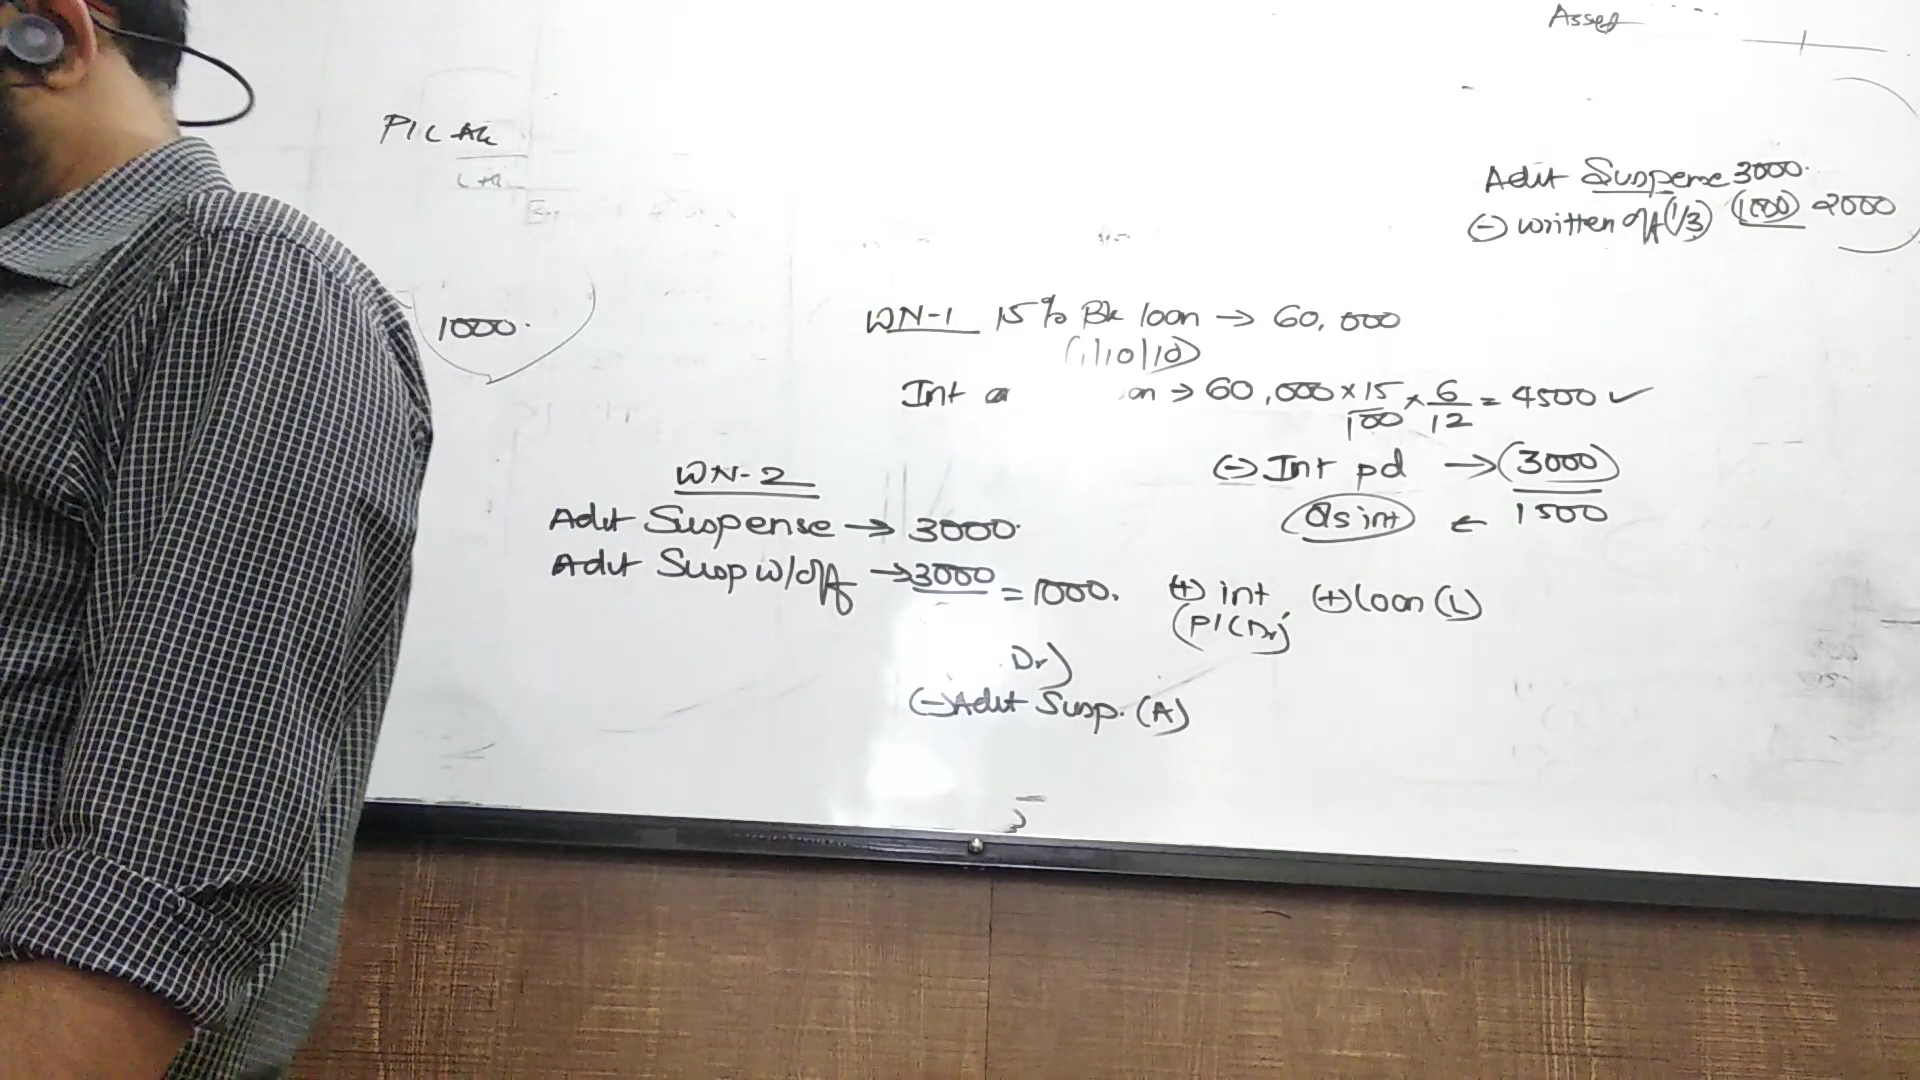 Asset
P/L A/c
Advt Suspense 3000.
(-) written off (1/3) (1000) 2000
1000.
WN-1 15% Bk loan → 60,000
(1/10/10)
Int → 60,000 × 15/100 × 6/12 = 4500 ✓
(-) Int pd → (3000)
O/s int ← 1500
WN-2
Advt Suspense → 3000.
Advt Susp w/off → 3000 = 1000.
(+) int (+) loan (L)
(P/L Dr)
Dr)
(-) Advt Susp. (A)